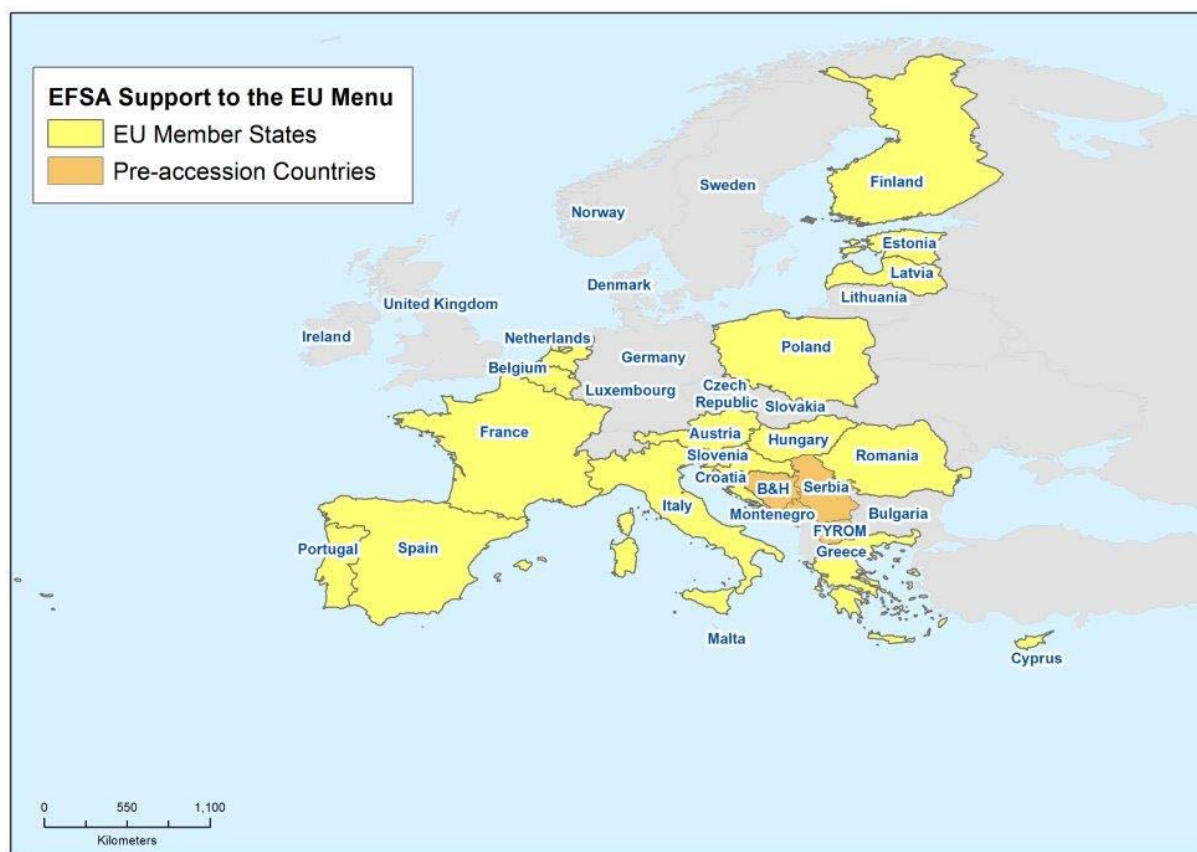 EFSA Support to the EU Menu
EU Member States
Pre-accession Countries
Finland
Sweden
Norway
Estonia
Latvia
Denmark
Lithuania
United Kingdom
Ireland
Netherlands
Poland
Germany
Belgium
Luxembourg
Czech
Republic
Slovakia
France
Austria
Hungary
Slovenia
Romania
Croatia
B&H
Serbia
Italy
Montenegro
Bulgaria
FYROM
Portugal
Spain
Greece
Malta
Cyprus
0 550 1,100
Kilometers